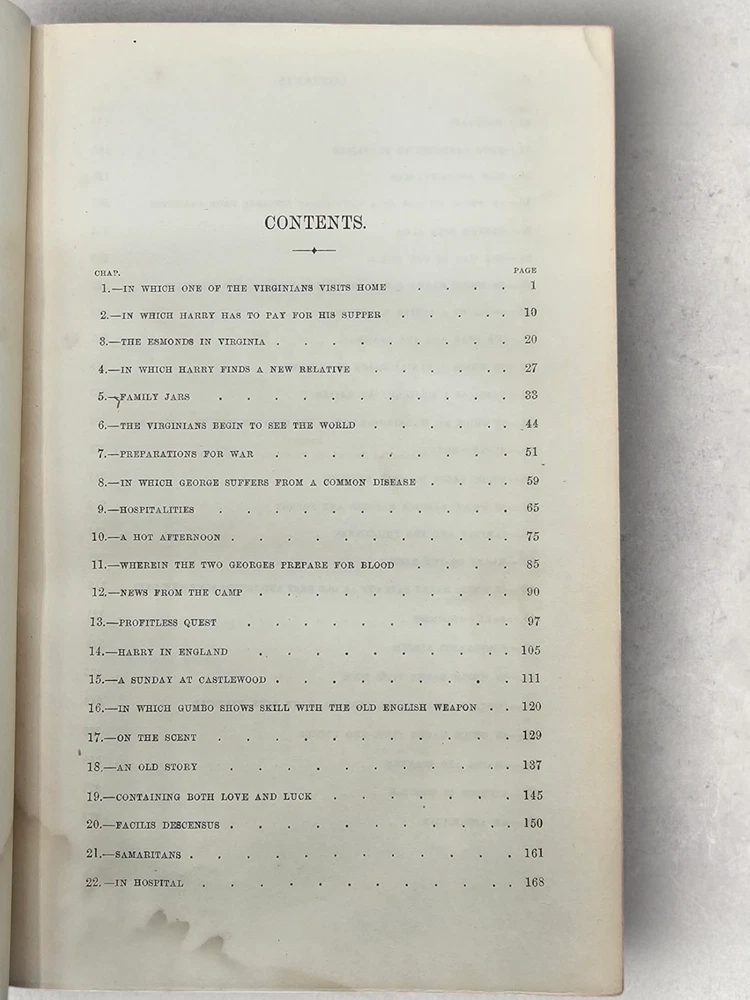 CONTENTS.
CHAP. PAGE
1.—IN WHICH ONE OF THE VIRGINIANS VISITS HOME . . . . 1
2.—IN WHICH HARRY HAS TO PAY FOR HIS SUPPER . . . . . 10
3.—THE ESMONDS IN VIRGINIA . . . . . . . . . 20
4.—IN WHICH HARRY FINDS A NEW RELATIVE . . . . . . 27
5.—FAMILY JARS . . . . . . . . . . . 33
6.—THE VIRGINIANS BEGIN TO SEE THE WORLD . . . . . . 44
7.—PREPARATIONS FOR WAR . . . . . . . . . 51
8.—IN WHICH GEORGE SUFFERS FROM A COMMON DISEASE . . . . 59
9.—HOSPITALITIES . . . . . . . . . . . 65
10.—A HOT AFTERNOON . . . . . . . . . . . 75
11.—WHEREIN THE TWO GEORGES PREPARE FOR BLOOD . . . . 85
12.—NEWS FROM THE CAMP . . . . . . . . . . 90
13.—PROFITLESS QUEST . . . . . . . . . . 97
14.—HARRY IN ENGLAND . . . . . . . . . . 105
15.—A SUNDAY AT CASTLEWOOD . . . . . . . . . 111
16.—IN WHICH GUMBO SHOWS SKILL WITH THE OLD ENGLISH WEAPON . . 120
17.—ON THE SCENT . . . . . . . . . . . 129
18.—AN OLD STORY . . . . . . . . . . . 137
19.—CONTAINING BOTH LOVE AND LUCK . . . . . . . . 145
20.—FACILIS DESCENSUS . . . . . . . . . . . 150
21.—SAMARITANS . . . . . . . . . . . . 161
22.—IN HOSPITAL . . . . . . . . . . . . 168